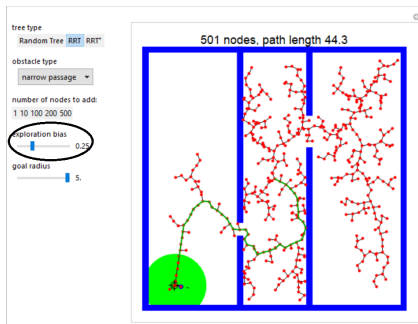 tree type
Random Tree RRT RRT*
obstacle type
narrow passage
number of nodes to add:
1 10 100 200 500
exploration bias
0.25
goal radius
5.
501 nodes, path length 44.3